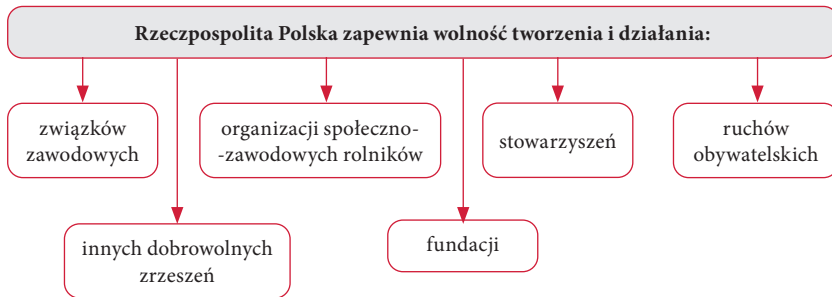 Rzeczpospolita Polska zapewnia wolność tworzenia i działania:
związków
zawodowych
organizacji społeczno-
-zawodowych rolników
stowarzyszeń
ruchów
obywatelskich
innych dobrowolnych
zrzeszeń
fundacji